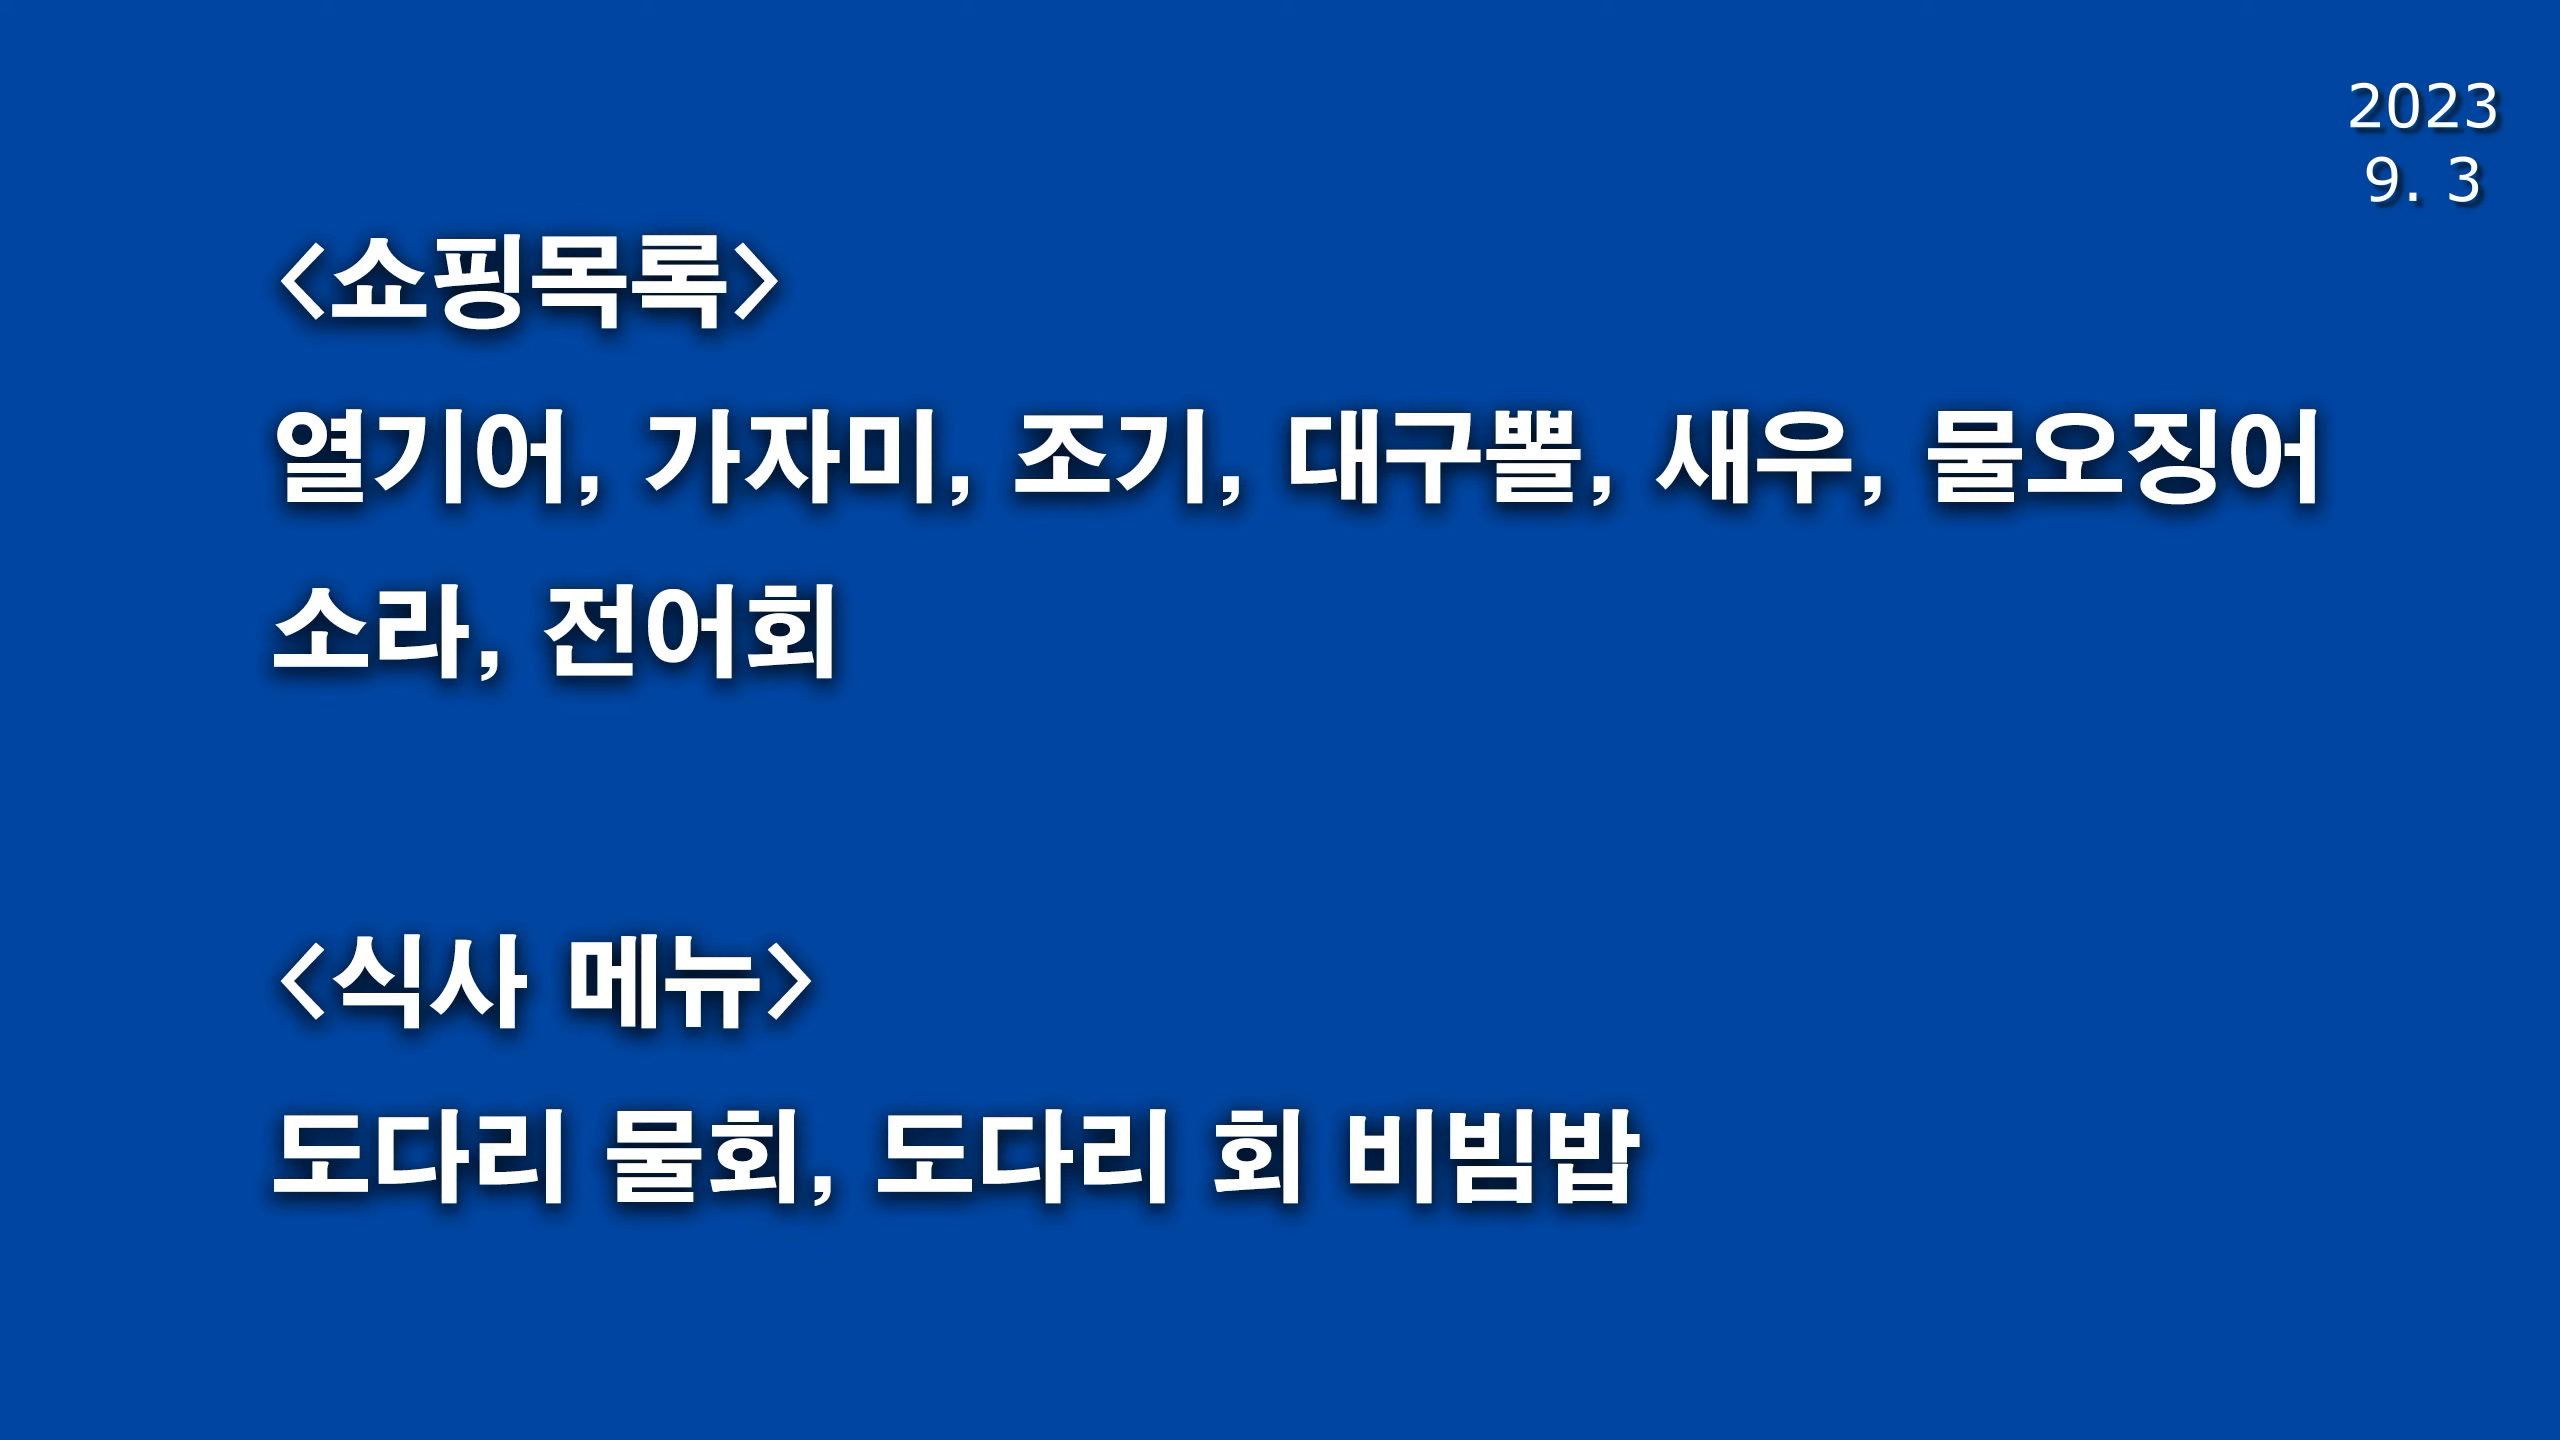 2023
9. 3
<쇼핑목록>
열기어, 가자미, 조기, 대구뽈, 새우, 물오징어
소라, 전어회
<식사 메뉴>
도다리 물회, 도다리 회 비빔밥